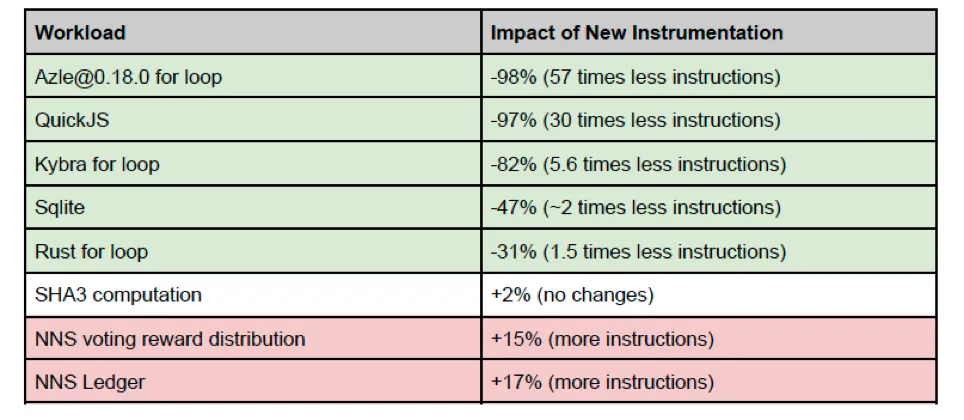 Workload Impact of New Instrumentation
Azle@0.18.0 for loop -98% (57 times less instructions)
QuickJS -97% (30 times less instructions)
Kybra for loop -82% (5.6 times less instructions)
Sqlite -47% (~2 times less instructions)
Rust for loop -31% (1.5 times less instructions)
SHA3 computation +2% (no changes)
NNS voting reward distribution +15% (more instructions)
NNS Ledger +17% (more instructions)